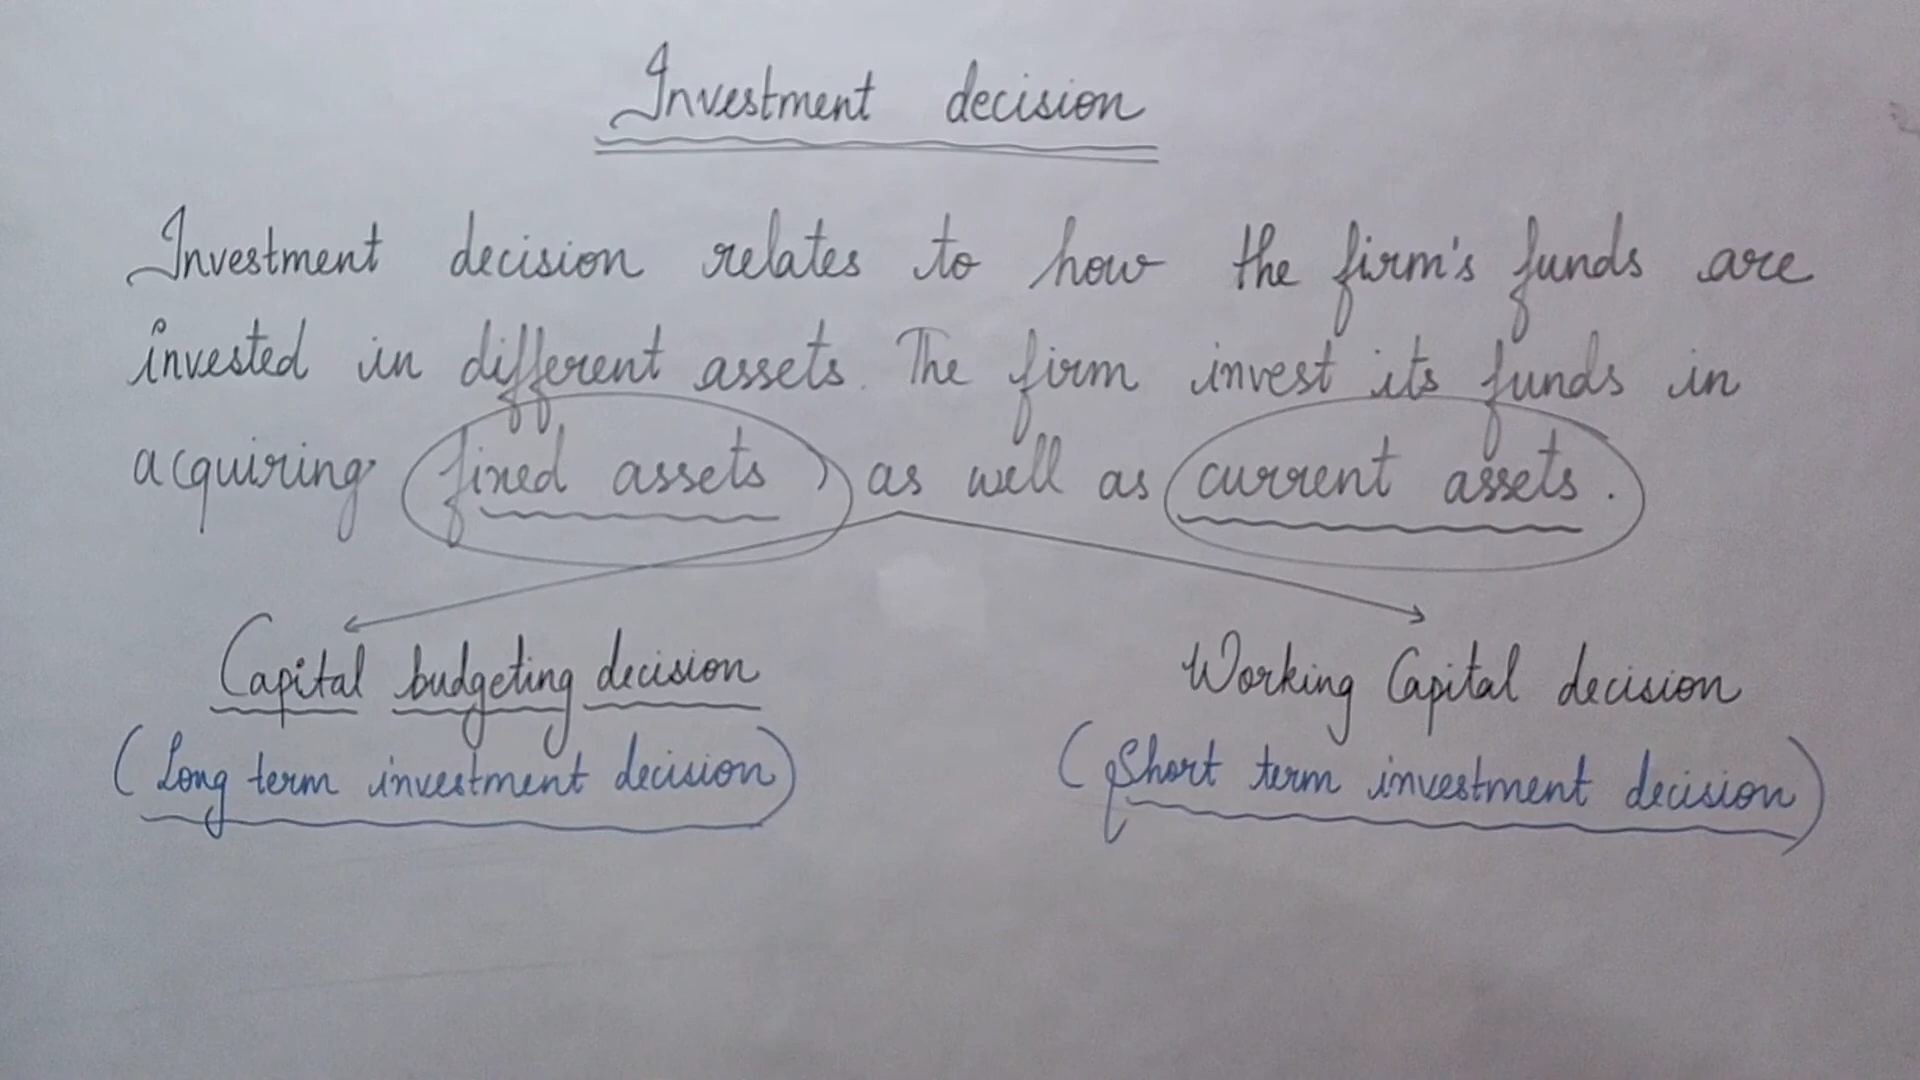 Investment decision
Investment decision relates to how the firm's funds are
invested in different assets. The firm invest its funds in
acquiring fixed assets, as well as current assets.
Capital budgeting decision
Working Capital decision
(Long term investment decision)
(Short term investment decision)